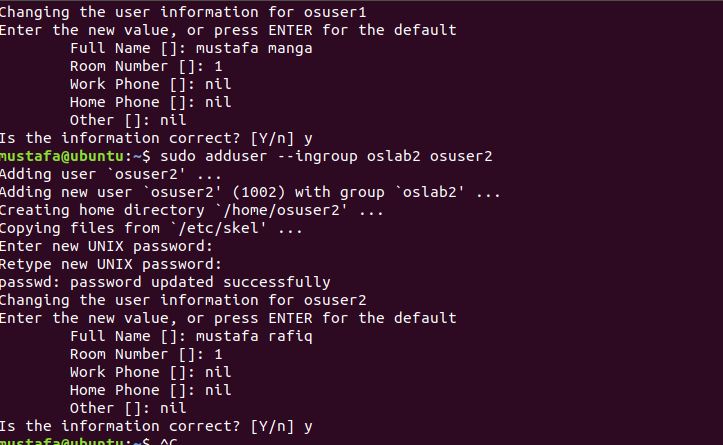 Changing the user information for osuser1
Enter the new value, or press ENTER for the default
        Full Name []: mustafa manga
        Room Number []: 1
        Work Phone []: nil
        Home Phone []: nil
        Other []: nil
Is the information correct? [Y/n] y
mustafa@ubuntu:~$ sudo adduser --ingroup oslab2 osuser2
Adding user `osuser2' ...
Adding new user `osuser2' (1002) with group `oslab2' ...
Creating home directory `/home/osuser2' ...
Copying files from `/etc/skel' ...
Enter new UNIX password:
Retype new UNIX password:
passwd: password updated successfully
Changing the user information for osuser2
Enter the new value, or press ENTER for the default
        Full Name []: mustafa rafiq
        Room Number []: 1
        Work Phone []: nil
        Home Phone []: nil
        Other []: nil
Is the information correct? [Y/n] y
mustafa@ubuntu:~$ ^C